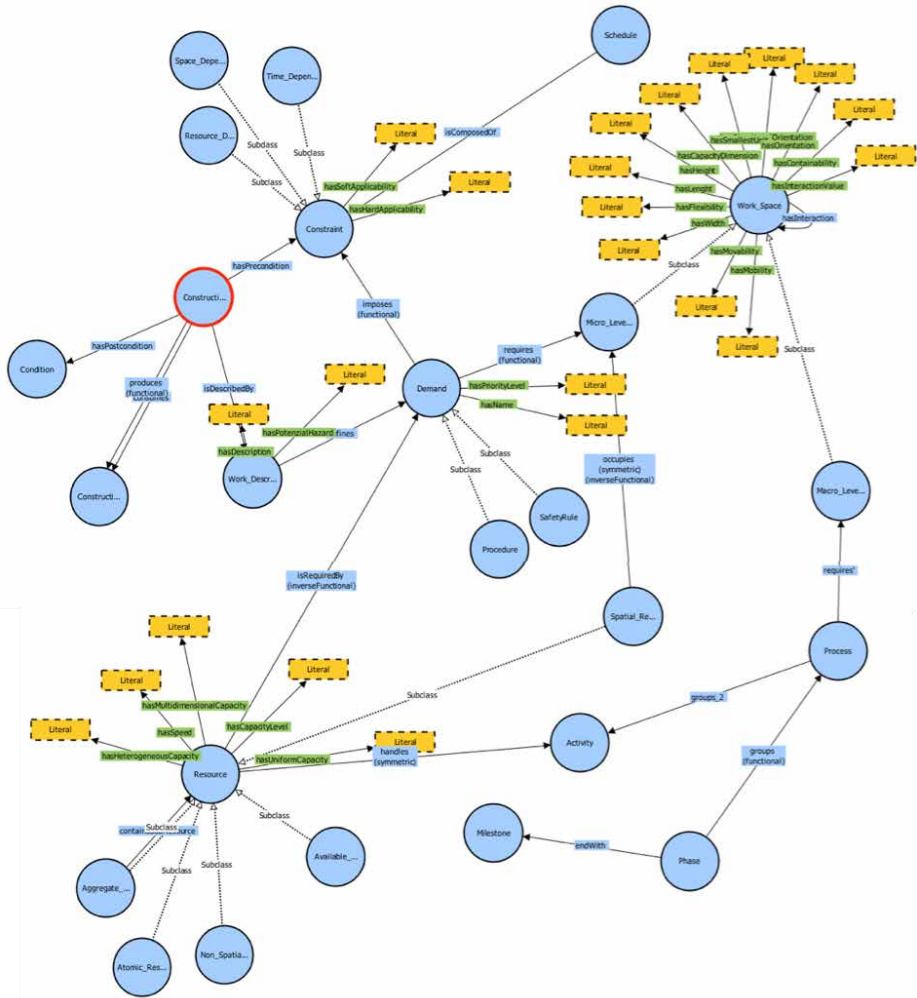 Schedule
Space_Depe...
Time_Depen...
Literal
Literal
Literal
Literal
Literal
Resource_D...
Literal
isComposedOf
Literal
Literal
Subclass
Subclass
Subclass
hasSmallestUnit
Orientation
hasOrientation
hasCapacityDimension
hasContainability
Literal
hasHeight
Literal
Literal
hasSoftApplicability
hasLenght
hasInteractionValue
hasHardApplicability
Literal
hasFlexibility
Work_Space
hasInteraction
Constraint
hasWidth
Literal
hasMovability
hasPrecondition
Subclass
hasMobility
Constructi...
imposes
(functional)
Literal
Micro_Leve...
hasPostcondition
requires
(functional)
Literal
Subclass
Condition
Literal
produces
(functional)
consumes
isDescribedBy
Demand
hasPriorityLevel
Literal
hasName
Literal
Literal
hasPotenzialHazard
fines
hasDescription
Subclass
occupies
(symmetric)
(inverseFunctional)
Subclass
Work_Descr...
Constructi...
Macro_Leve...
SafetyRule
Procedure
isRequiredBy
(inverseFunctional)
requires'
Spatial_Re...
Literal
Process
Literal
Literal
Subclass
groups_2
hasMultidimensionalCapacity
Literal
hasSpeed
hasCapacityLevel
Literal
Activity
hasHeterogeneousCapacity
hasUniformCapacity
handles
(symmetric)
groups
(functional)
Resource
Subclass
Subclass
Milestone
endWith
Available_...
Phase
Subclass
Subclass
Aggregate_...
Non_Spatia...
Atomic_Res...